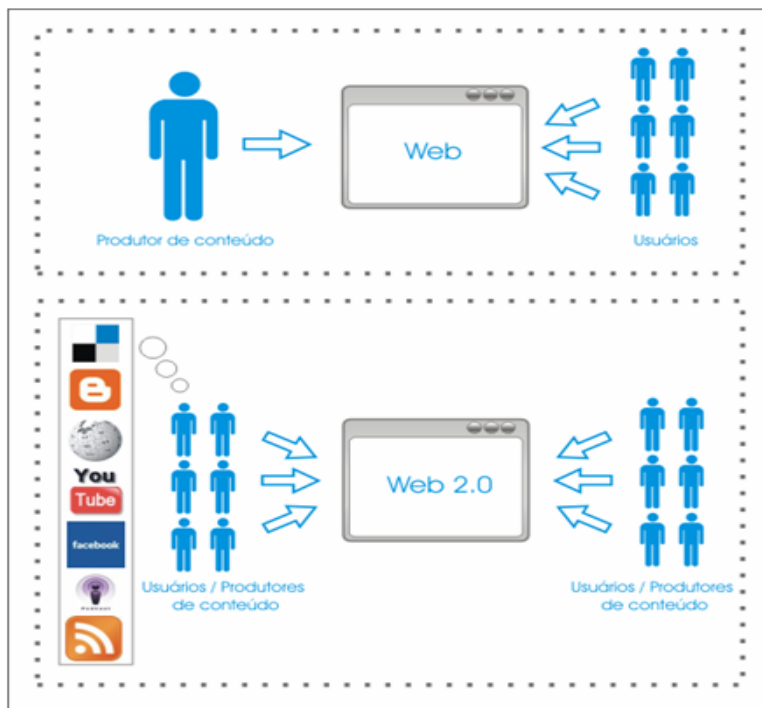 Web
Produtor de conteúdo
Usuários
You
Tube
facebook
Podcast
Web 2.0
Usuários / Produtores
de conteúdo
Usuários / Produtores
de conteúdo